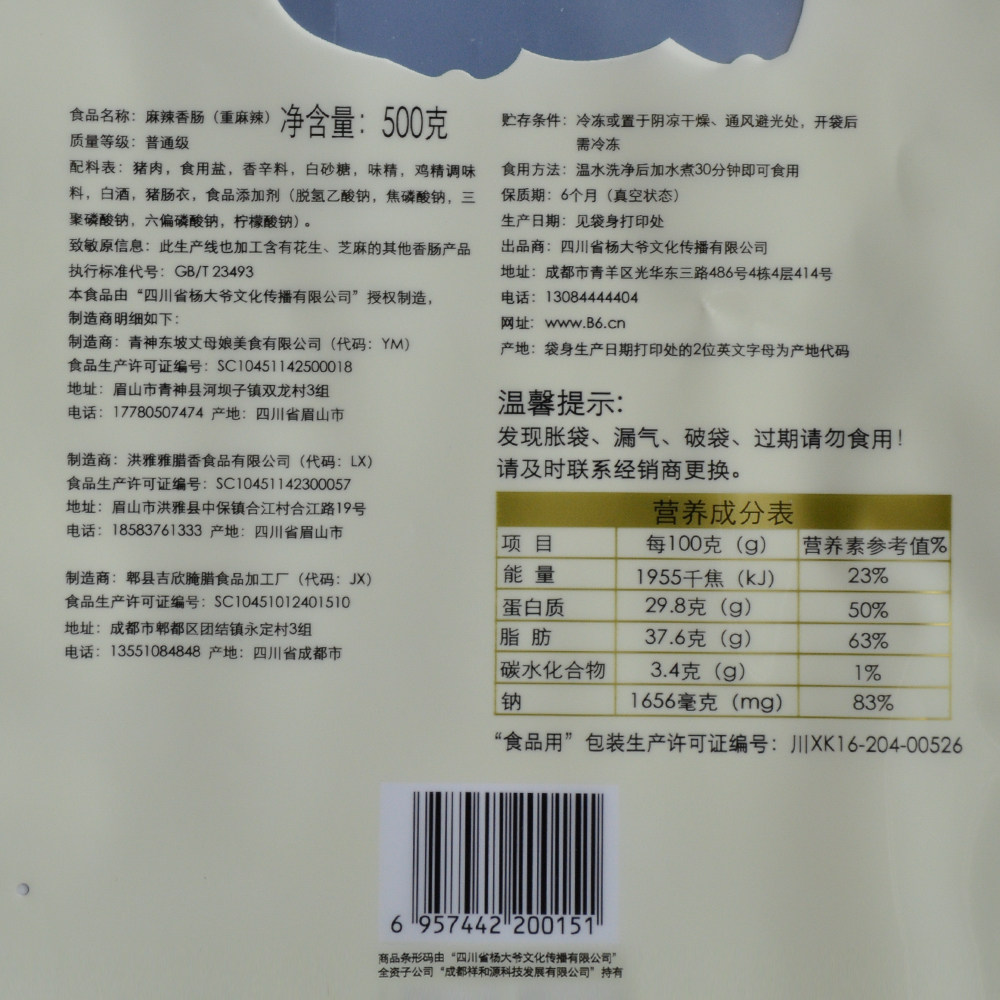 食品名称：麻辣香肠（重麻辣）净含量：500克
质量等级：普通级
配料表：猪肉，食用盐，香辛料，白砂糖，味精，鸡精调味
料，白酒，猪肠衣，食品添加剂（脱氢乙酸钠，焦磷酸钠，三
聚磷酸钠，六偏磷酸钠，柠檬酸钠）。
致敏原信息：此生产线也加工含有花生、芝麻的其他香肠产品
执行标准代号：GB/T 23493
本食品由“四川省杨大爷文化传播有限公司”授权制造，
制造商明细如下：
制造商：青神东坡丈母娘美食有限公司（代码：YM）
食品生产许可证编号：SC10451142500018
地址：眉山市青神县河坝子镇双龙村3组
电话：17780507474 产地：四川省眉山市
制造商：洪雅雅腊香食品有限公司（代码：LX）
食品生产许可证编号：SC10451142300057
地址：眉山市洪雅县中保镇合江村合江路19号
电话：18583761333 产地：四川省眉山市
制造商：郫县吉欣腌腊食品加工厂（代码：JX）
食品生产许可证编号：SC10451012401510
地址：成都市郫都区团结镇永定村3组
电话：13551084848 产地：四川省成都市
贮存条件：冷冻或置于阴凉干燥、通风避光处，开袋后
需冷冻
食用方法：温水洗净后加水煮30分钟即可食用
保质期：6个月（真空状态）
生产日期：见袋身打印处
出品商：四川省杨大爷文化传播有限公司
地址：成都市青羊区光华东三路486号4栋4层414号
电话：13084444404
网址：www.B6.cn
产地：袋身生产日期打印处的2位英文字母为产地代码
温馨提示：
发现胀袋、漏气、破袋、过期请勿食用！
请及时联系经销商更换。
营养成分表
项 目 每100克（g） 营养素参考值%
能 量 1955千焦（kJ） 23%
蛋白质 29.8克（g） 50%
脂 肪 37.6克（g） 63%
碳水化合物 3.4克（g） 1%
钠 1656毫克（mg） 83%
“食品用”包装生产许可证编号：川XK16-204-00526
6 957442 200151
商品条形码由“四川省杨大爷文化传播有限公司”
全资子公司“成都祥和源科技发展有限公司”持有